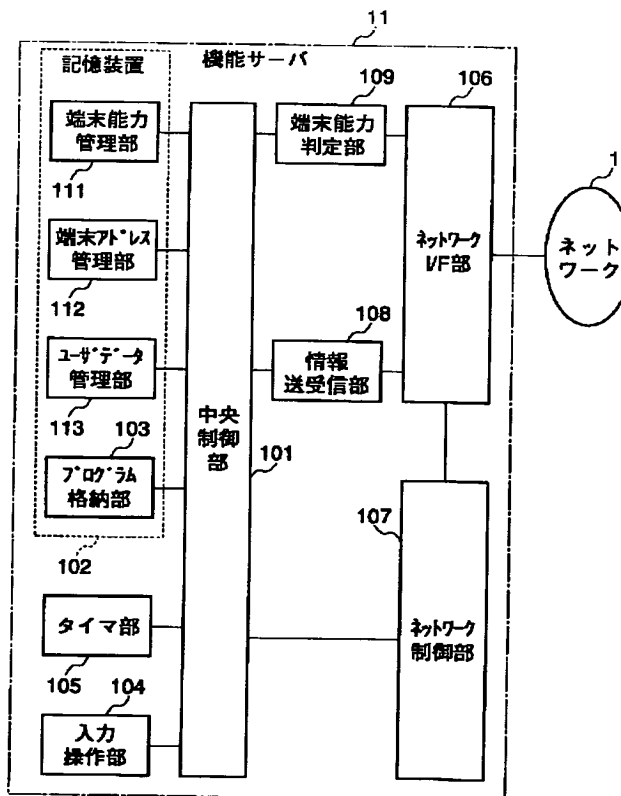 11
記憶装置
機能サーバ
109
106
端末能力
管理部
111
端末能力
判定部
1
ネット
ワーク
端末アドレス
管理部
112
ネットワーク
I/F部
108
ユーザデータ
管理部
113
情報
送受信部
103
プログラム
格納部
102
中央
制御
部
101
107
タイマ部
105
ネットワーク
制御部
104
入力
操作部